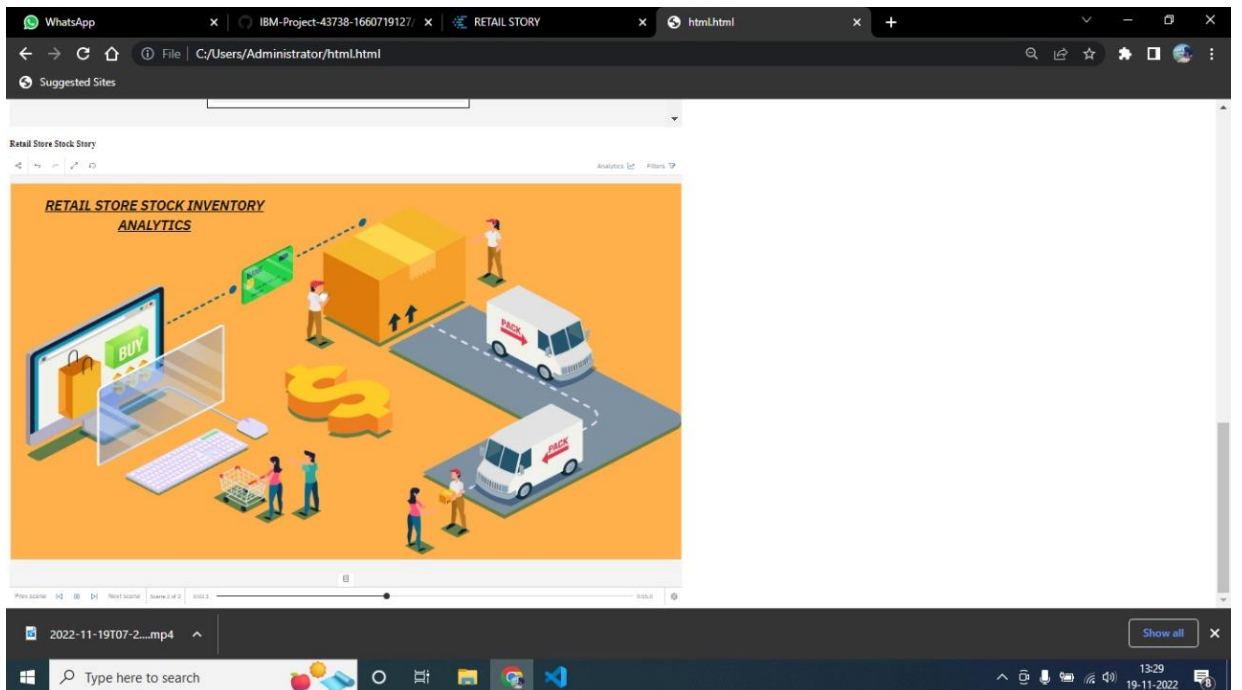 WhatsApp
IBM-Project-43738-1660719127/
RETAIL STORY
html.html
File
C:/Users/Administrator/html.html
Suggested Sites
Retail Store Stock Story
Analytics
Filters
RETAIL STORE STOCK INVENTORY
ANALYTICS
BUY
PACK
PACK
Prev scene
Next scene
2022-11-19T07-2....mp4
Show all
Type here to search
13:29
19-11-2022
8